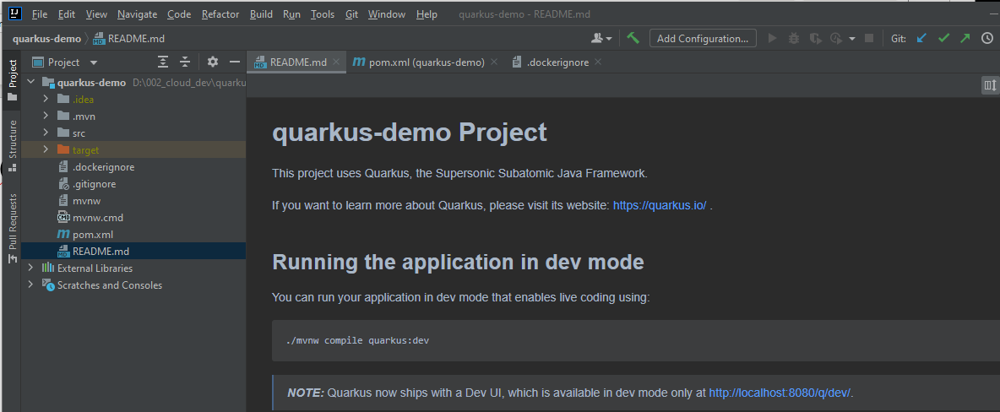 IJ File Edit View Navigate Code Refactor Build Run Tools Git Window Help quarkus-demo - README.md
quarkus-demo MD README.md Add Configuration... Git:
Project README.md pom.xml (quarkus-demo) .dockerignore
Project
Structure
Pull Requests
quarkus-demo D:\002_cloud_dev\quarku
.idea
.mvn
src
target
.dockerignore
.gitignore
mvnw
CMD mvnw.cmd
m pom.xml
MD README.md
External Libraries
Scratches and Consoles
quarkus-demo Project
This project uses Quarkus, the Supersonic Subatomic Java Framework.
If you want to learn more about Quarkus, please visit its website: https://quarkus.io/ .
Running the application in dev mode
You can run your application in dev mode that enables live coding using:
./mvnw compile quarkus:dev
NOTE: Quarkus now ships with a Dev UI, which is available in dev mode only at http://localhost:8080/q/dev/.